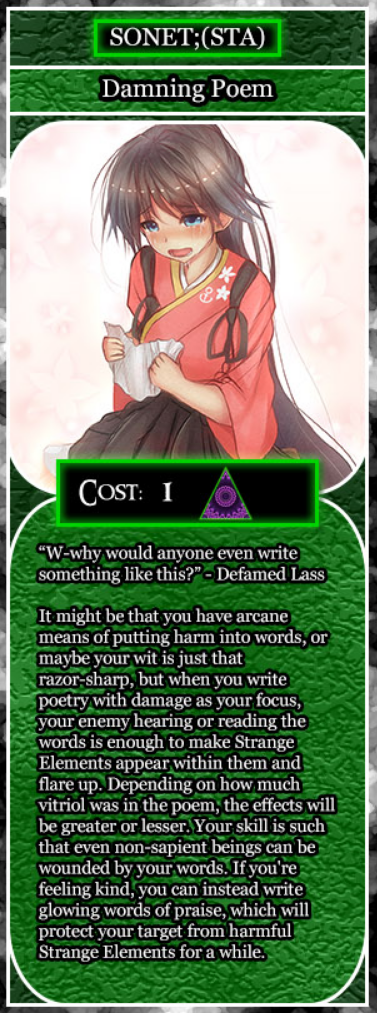 SONET;(STA)
Damning Poem
COST: 1
“W-why would anyone even write
something like this?” - Defamed Lass
It might be that you have arcane
means of putting harm into words, or
maybe your wit is just that
razor-sharp, but when you write
poetry with damage as your focus,
your enemy hearing or reading the
words is enough to make Strange
Elements appear within them and
flare up. Depending on how much
vitriol was in the poem, the effects will
be greater or lesser. Your skill is such
that even non-sapient beings can be
wounded by your words. If you're
feeling kind, you can instead write
glowing words of praise, which will
protect your target from harmful
Strange Elements for a while.